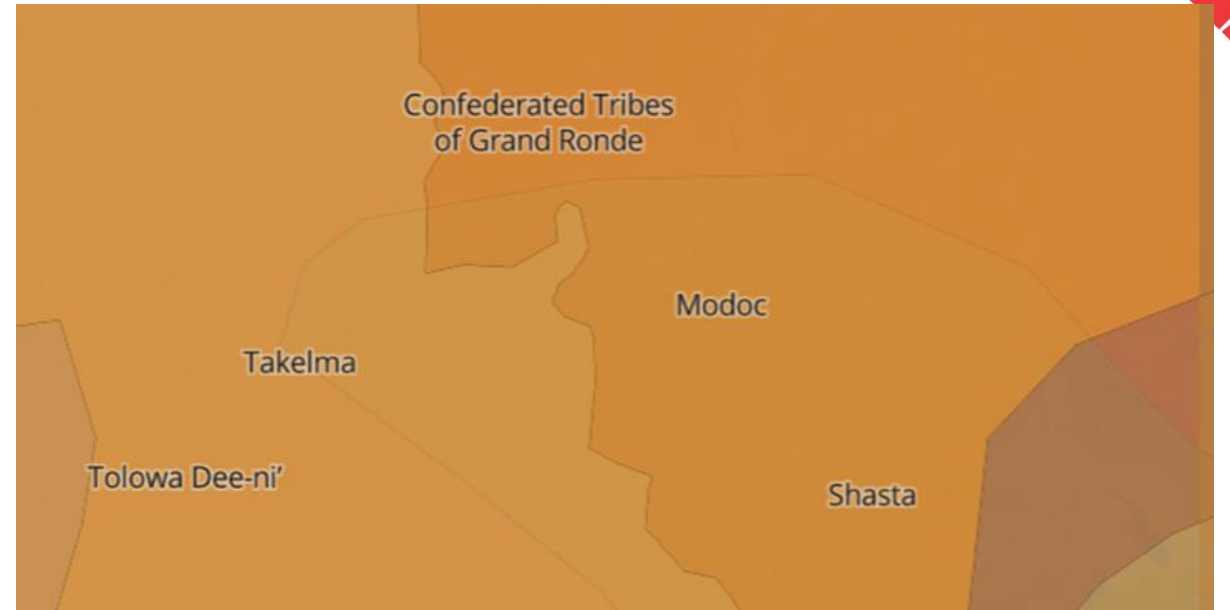 Confederated Tribes
of Grand Ronde
Modoc
Takelma
Tolowa Dee-ni’
Shasta